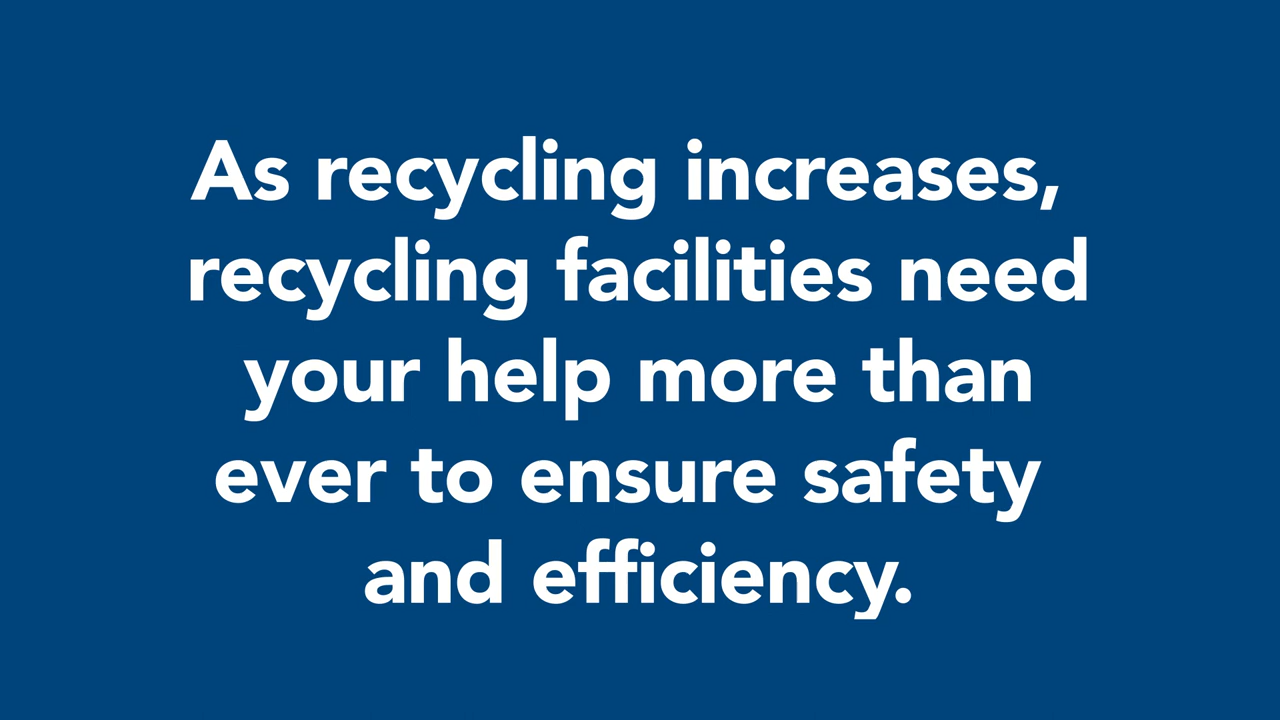 As recycling increases,
recycling facilities need
your help more than
ever to ensure safety
and efficiency.